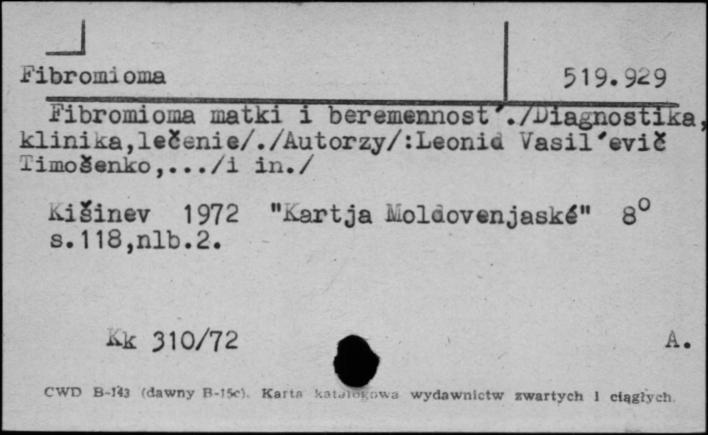 Fibromioma 519.929
Fibromioma matki i beremennost´./Diagnostika,
klinika,lečenie/./Autorzy/:Leonid Vasil´evič
Timošenko,.../i in./
Kišinev 1972 "Kartja Moldovenjaské" 8º
s.118,nlb.2.
Kk 310/72 A.
CWD B-143 (dawny B-15c). Karta katalogowa wydawnictw zwartych i ciągłych.